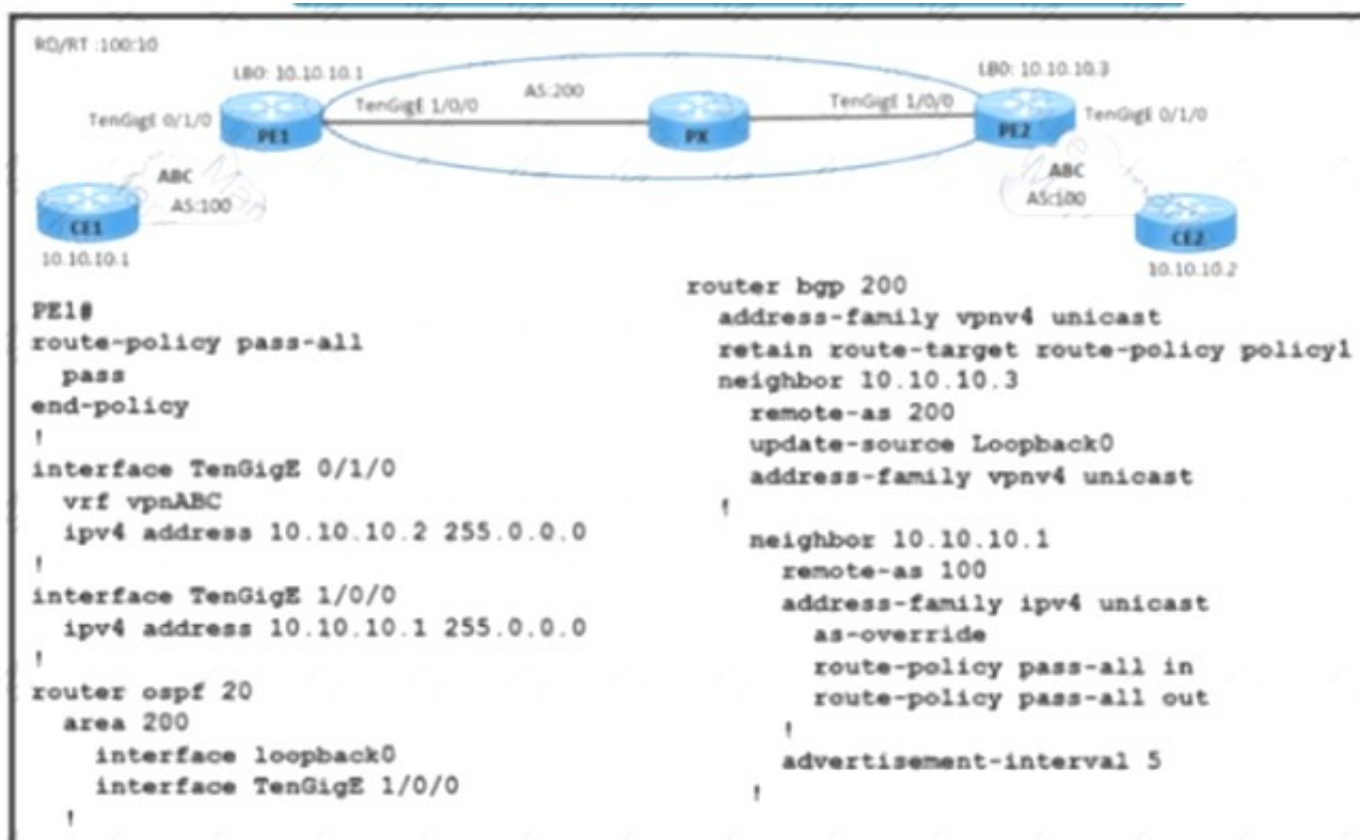 RD/RT :100:10
LB0: 10.10.10.1
AS:200
LB0: 10.10.10.3
TenGigE 0/1/0
TenGigE 1/0/0
TenGigE 1/0/0
TenGigE 0/1/0
PE1
PX
PE2
ABC
AS:100
ABC
AS:100
CE1
CE2
10.10.10.1
10.10.10.2
PE1#
route-policy pass-all
pass
end-policy
!
interface TenGigE 0/1/0
vrf vpnABC
ipv4 address 10.10.10.2 255.0.0.0
!
interface TenGigE 1/0/0
ipv4 address 10.10.10.1 255.0.0.0
!
router ospf 20
area 200
interface loopback0
interface TenGigE 1/0/0
!
router bgp 200
address-family vpnv4 unicast
retain route-target route-policy policy1
neighbor 10.10.10.3
remote-as 200
update-source Loopback0
address-family vpnv4 unicast
!
neighbor 10.10.10.1
remote-as 100
address-family ipv4 unicast
as-override
route-policy pass-all in
route-policy pass-all out
!
advertisement-interval 5
!